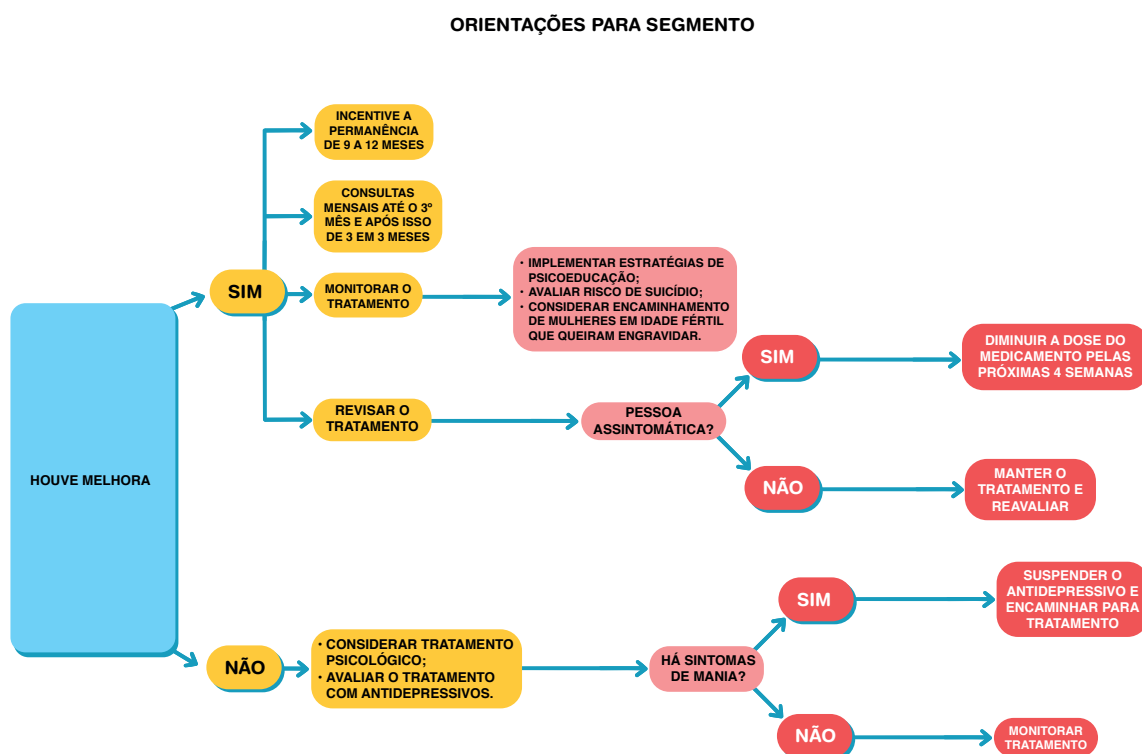 ORIENTAÇÕES PARA SEGMENTO
INCENTIVE A
PERMANÊNCIA
DE 9 A 12 MESES
CONSULTAS
MENSAIS ATÉ O 3º
MÊS E APÓS ISSO
DE 3 EM 3 MESES
SIM
MONITORAR O
TRATAMENTO
• IMPLEMENTAR ESTRATÉGIAS DE
PSICOEDUCAÇÃO;
• AVALIAR RISCO DE SUICÍDIO;
• CONSIDERAR ENCAMINHAMENTO
DE MULHERES EM IDADE FÉRTIL
QUE QUEIRAM ENGRAVIDAR.
REVISAR O
TRATAMENTO
PESSOA
ASSINTOMÁTICA?
SIM
DIMINUIR A DOSE DO
MEDICAMENTO PELAS
PRÓXIMAS 4 SEMANAS
NÃO
MANTER O
TRATAMENTO E
REAVALIAR
HOUVE MELHORA
NÃO
• CONSIDERAR TRATAMENTO
PSICOLÓGICO;
• AVALIAR O TRATAMENTO
COM ANTIDEPRESSIVOS.
HÁ SINTOMAS
DE MANIA?
SIM
SUSPENDER O
ANTIDEPRESSIVO E
ENCAMINHAR PARA
TRATAMENTO
NÃO
MONITORAR
TRATAMENTO